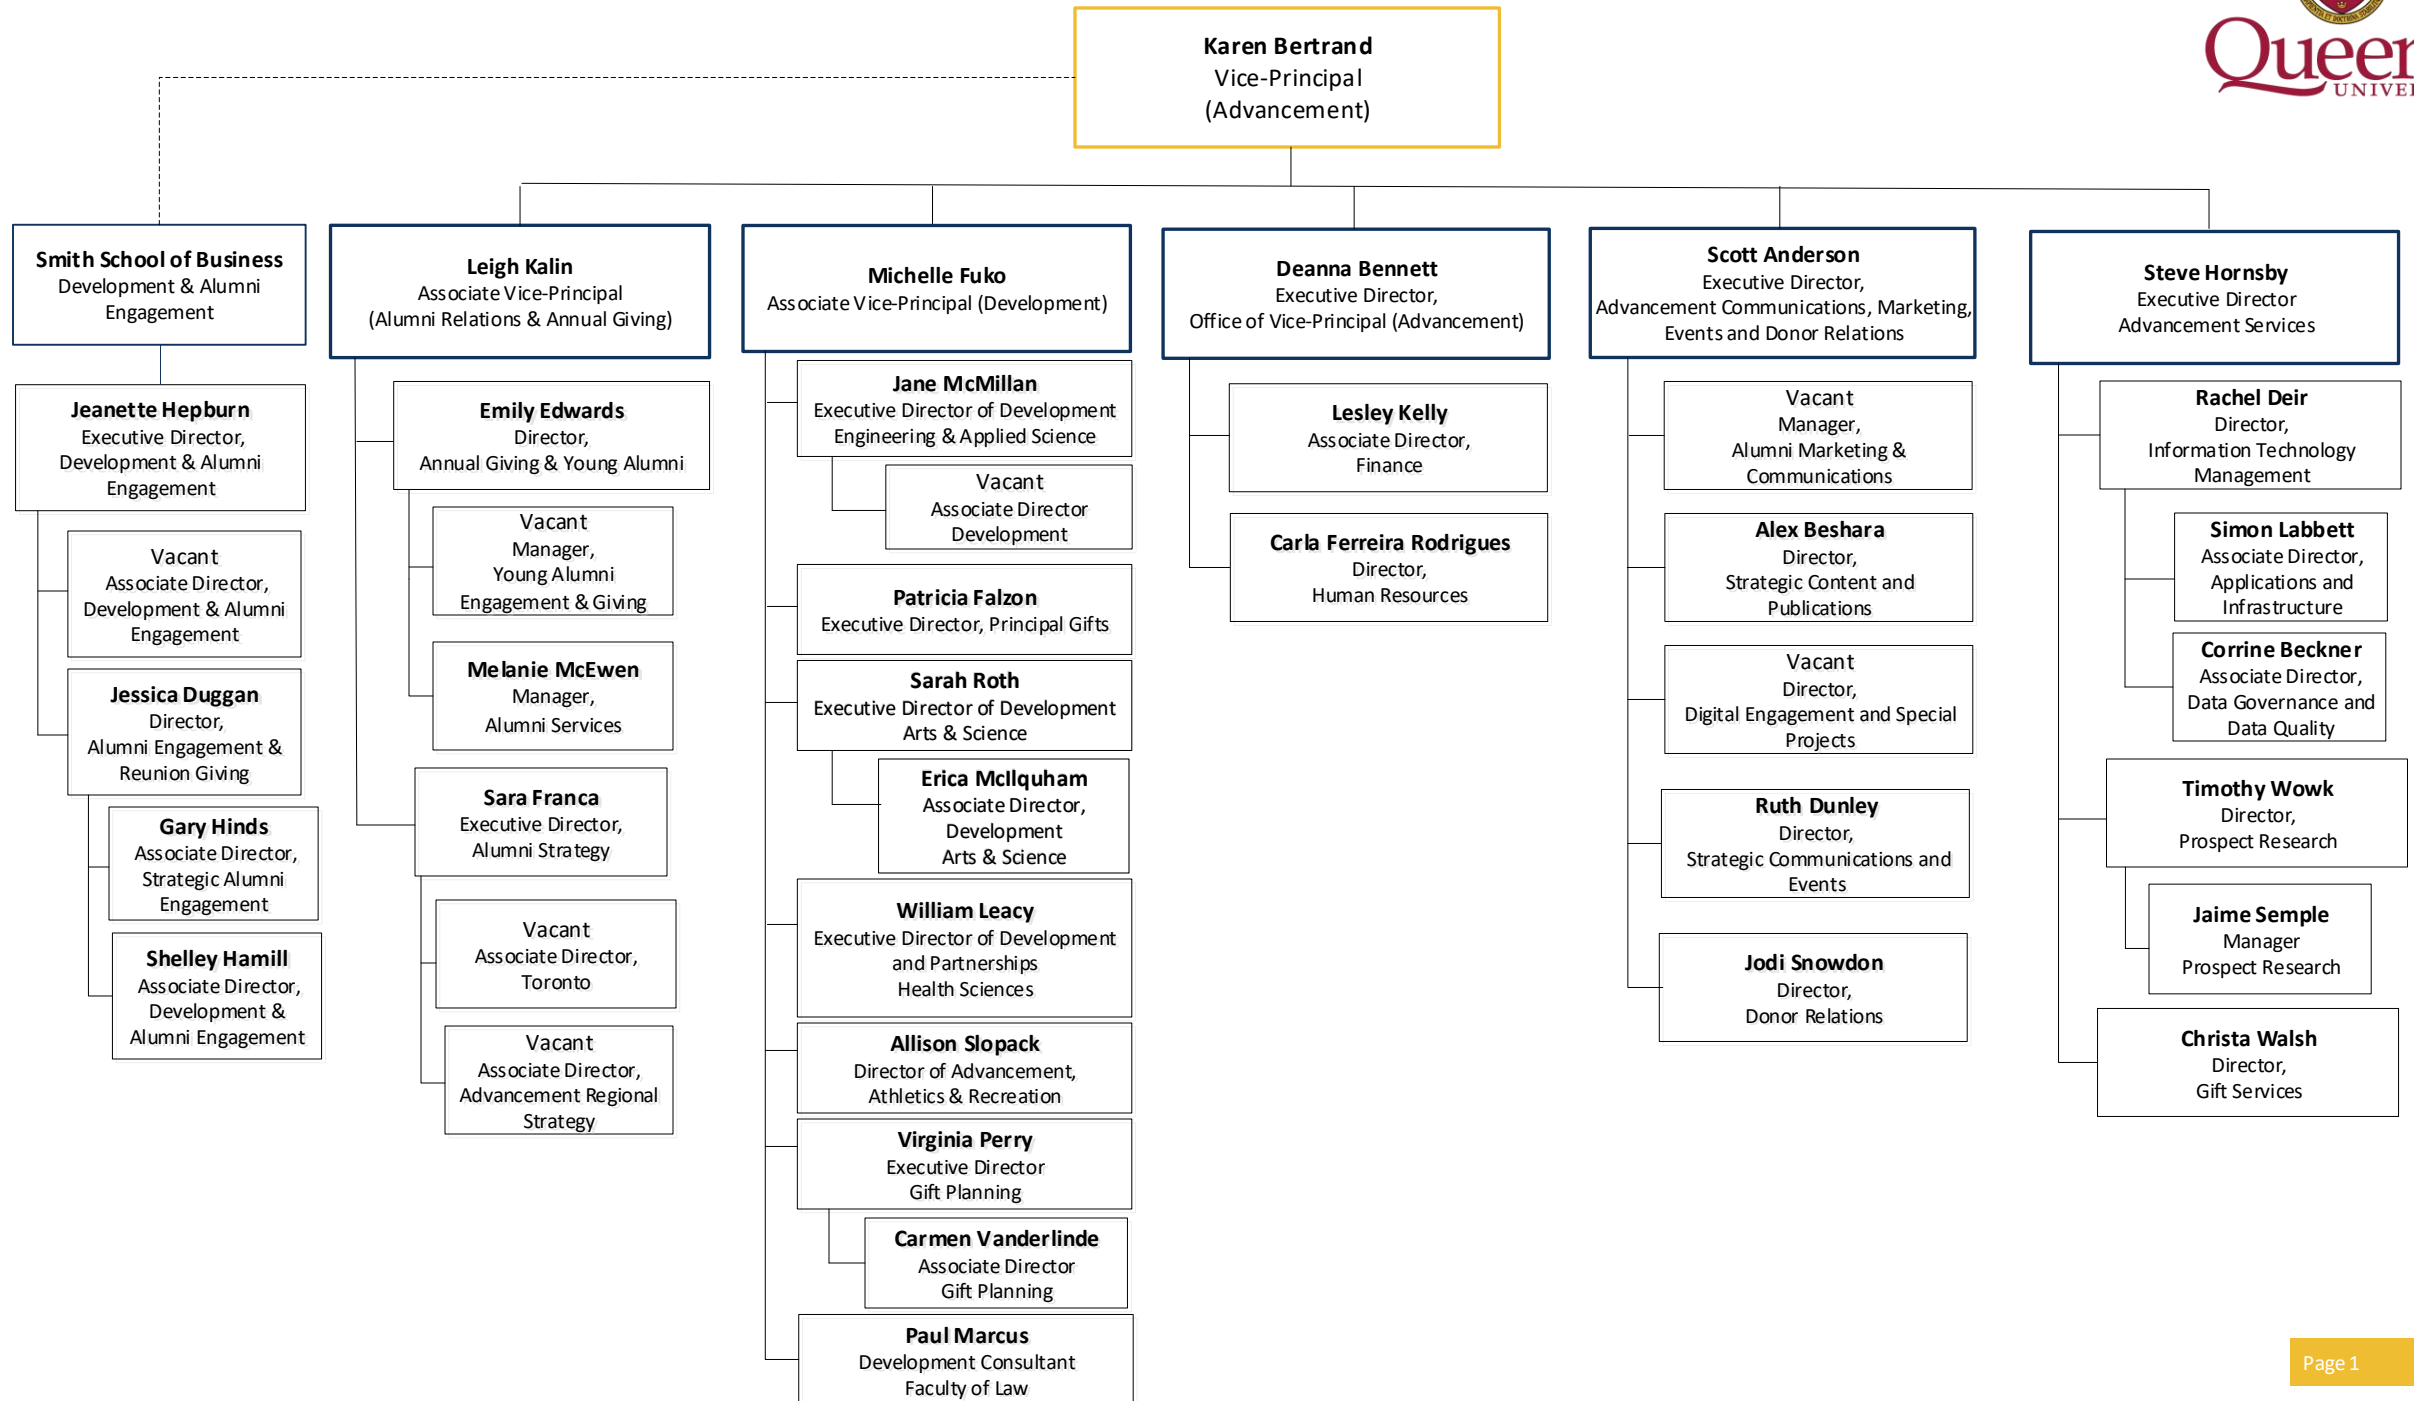 Karen Bertrand
Vice-Principal
(Advancement)
UNIVE
Smith School of Business
Development & Alumni
Engagement
Jeanette Hepburn
Executive Director,
Development & Alumni
Engagement
Vacant
Associate Director,
Development & Alumni
Engagement
Jessica Duggan
Director,
Alumni Engagement &
Reunion Giving
Gary Hinds
Associate Director,
Strategic Alumni
Engagement
Shelley Hamill
Associate Director,
Development &
Alumni Engagement
Leigh Kalin
Associate Vice-Principal
(Alumni Relations & Annual Giving)
Emily Edwards
Director,
Annual Giving & Young Alumni
Vacant
Manager,
Young Alumni
Engagement & Giving
Melanie McEwen
Manager,
Alumni Services
Sara Franca
Executive Director,
Alumni Strategy
Vacant
Associate Director,
Toronto
Vacant
Associate Director,
Advancement Regional
Strategy
Michelle Fuko
Associate Vice-Principal (Development)
Jane McMillan
Executive Director of Development
Engineering & Applied Science
Vacant
Associate Director
Development
Patricia Falzon
Executive Director, Principal Gifts
Sarah Roth
Executive Director of Development
Arts & Science
Erica McIlquham
Associate Director,
Development
Arts & Science
William Leacy
Executive Director of Development
and Partnerships
Health Sciences
Allison Slopack
Director of Advancement,
Athletics & Recreation
Virginia Perry
Executive Director
Gift Planning
Carmen Vanderlinde
Associate Director
Gift Planning
Paul Marcus
Development Consultant
Faculty of Law
Deanna Bennett
Executive Director,
Office of Vice-Principal (Advancement)
Lesley Kelly
Associate Director,
Finance
Carla Ferreira Rodrigues
Director,
Human Resources
Scott Anderson
Executive Director,
Advancement Communications, Marketing,
Events and Donor Relations
Vacant
Manager,
Alumni Marketing &
Communications
Alex Beshara
Director,
Strategic Content and
Publications
Vacant
Director,
Digital Engagement and Special
Projects
Ruth Dunley
Director,
Strategic Communications and
Events
Jodi Snowdon
Director,
Donor Relations
Steve Hornsby
Executive Director
Advancement Services
Rachel Deir
Director,
Information Technology
Management
Simon Labbett
Associate Director,
Applications and
Infrastructure
Corrine Beckner
Associate Director,
Data Governance and
Data Quality
Timothy Wowk
Director,
Prospect Research
Jaime Semple
Manager
Prospect Research
Christa Walsh
Director,
Gift Services
Page 1